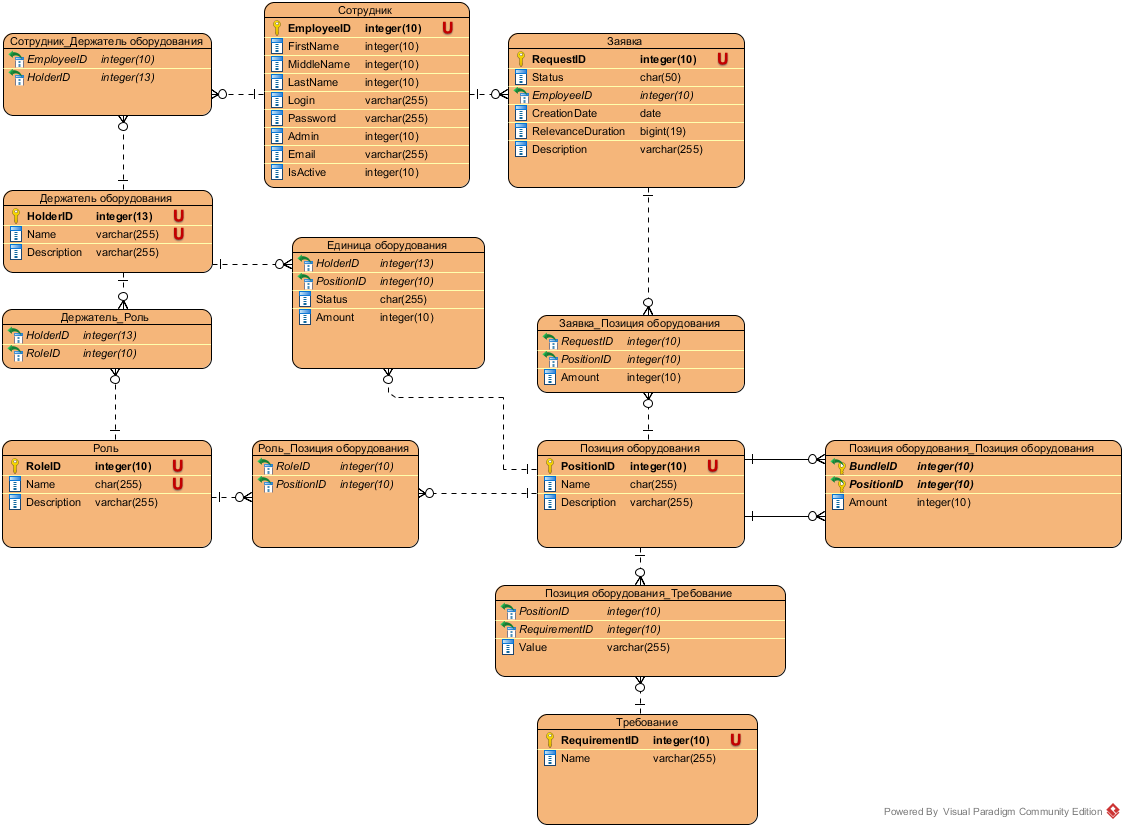 Сотрудник_Держатель оборудования
EmployeeID integer(10)
HolderID integer(13)
Сотрудник
EmployeeID integer(10) U
FirstName integer(10)
MiddleName integer(10)
LastName integer(10)
Login varchar(255)
Password varchar(255)
Admin integer(10)
Email varchar(255)
IsActive integer(10)
Заявка
RequestID integer(10) U
Status char(50)
EmployeeID integer(10)
CreationDate date
RelevanceDuration bigint(19)
Description varchar(255)
Держатель оборудования
HolderID integer(13) U
Name varchar(255) U
Description varchar(255)
Единица оборудования
HolderID integer(13)
PositionID integer(10)
Status char(255)
Amount integer(10)
Держатель_Роль
HolderID integer(13)
RoleID integer(10)
Заявка_Позиция оборудования
RequestID integer(10)
PositionID integer(10)
Amount integer(10)
Роль
RoleID integer(10) U
Name char(255) U
Description varchar(255)
Роль_Позиция оборудования
RoleID integer(10)
PositionID integer(10)
Позиция оборудования
PositionID integer(10) U
Name char(255)
Description varchar(255)
Позиция оборудования_Позиция оборудования
BundleID integer(10)
PositionID integer(10)
Amount integer(10)
Позиция оборудования_Требование
PositionID integer(10)
RequirementID integer(10)
Value varchar(255)
Требование
RequirementID integer(10) U
Name varchar(255)
Powered By Visual Paradigm Community Edition